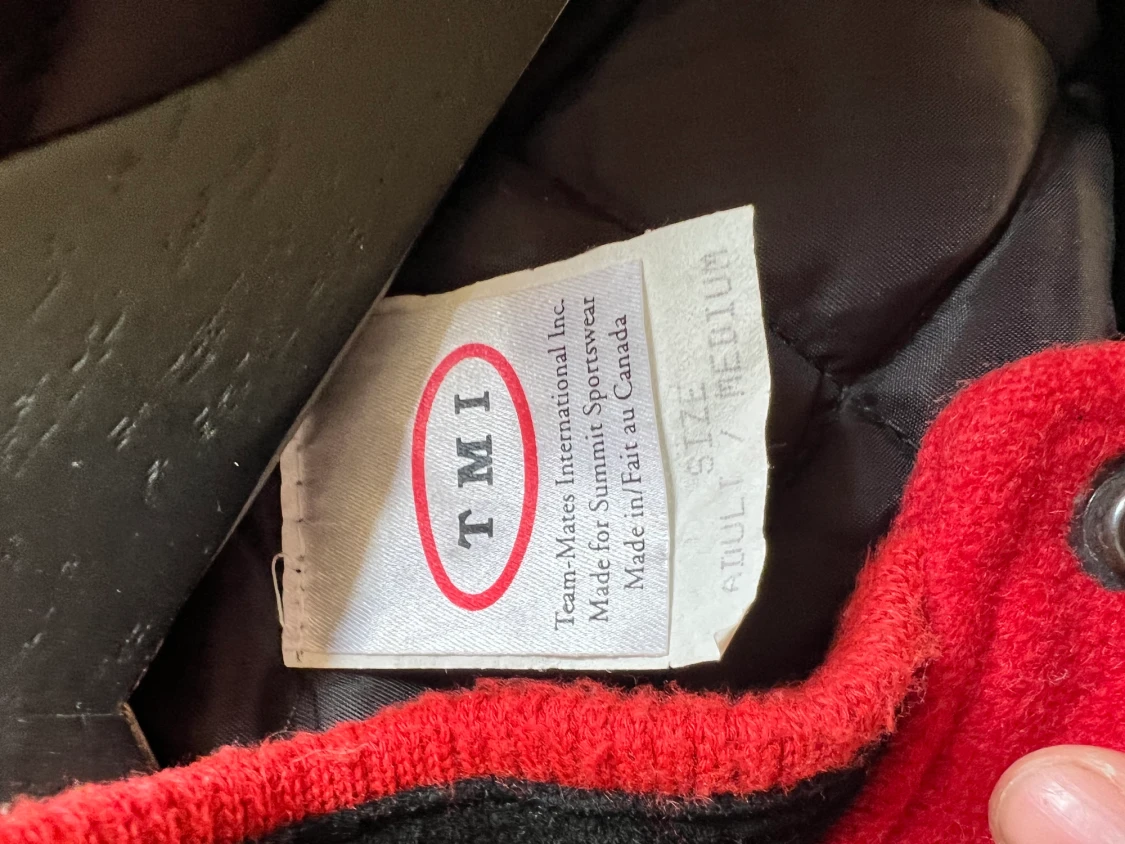 T M I
Team-Mates International Inc.
Made for Summit Sportswear
Made in/Fait au Canada
SIZE
ADULT / MEDIUM